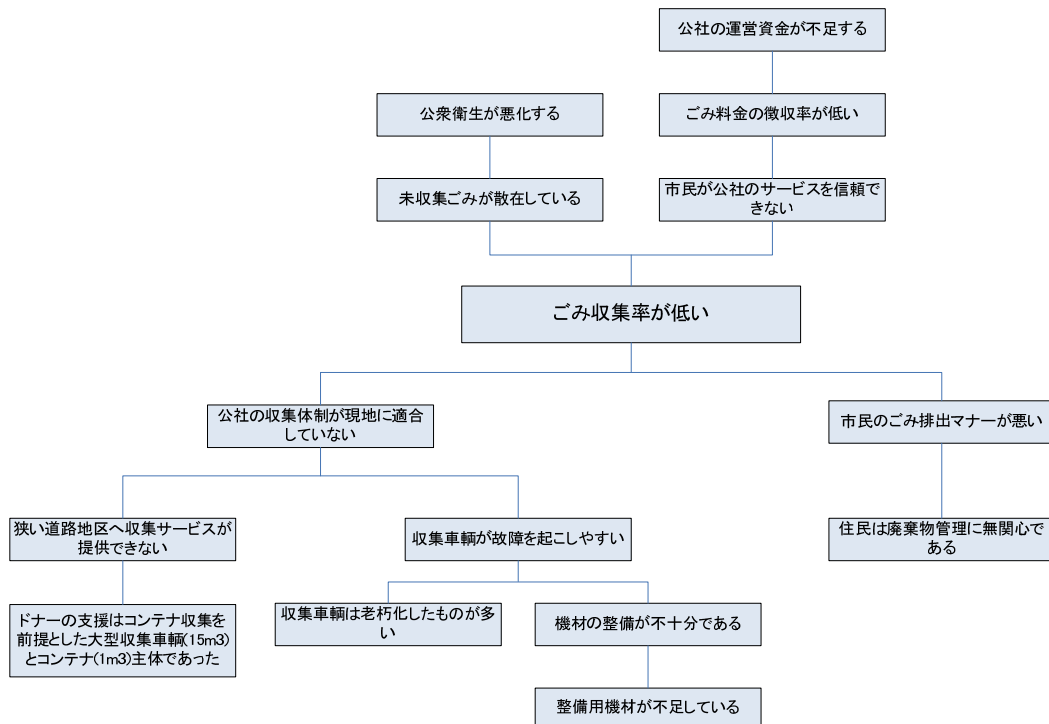 公社の運営資金が不足する
公衆衛生が悪化する
ごみ料金の徴収率が低い
未収集ごみが散在している
市民が公社のサービスを信頼で
きない
ごみ収集率が低い
公社の収集体制が現地に適合
していない
市民のごみ排出マナーが悪い
狭い道路地区へ収集サービスが
提供できない
収集車輌が故障を起こしやすい
住民は廃棄物管理に無関心で
ある
ドナーの支援はコンテナ収集を
前提とした大型収集車輌(15m3)
とコンテナ(1m3)主体であった
収集車輌は老朽化したものが多
い
機材の整備が不十分である
整備用機材が不足している